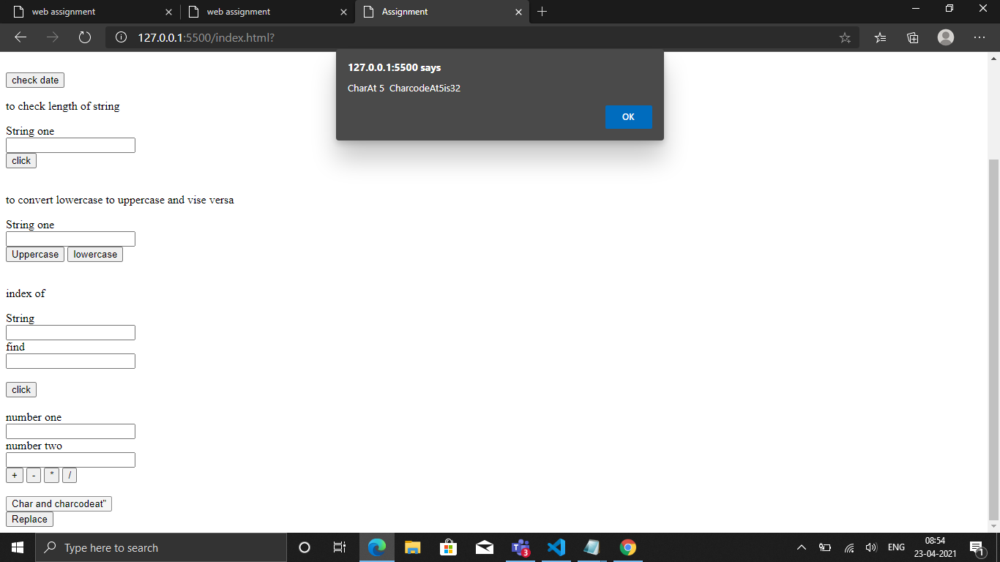 web assignment
web assignment
Assignment
127.0.0.1:5500/index.html?
127.0.0.1:5500 says
CharAt 5  CharcodeAt5is32
OK
check date
to check length of string
String one
click
to convert lowercase to uppercase and vise versa
String one
Uppercase lowercase
index of
String
find
click
number one
number two
+ - * /
Char and charcodeat"
Replace
Type here to search
3
ENG
08:54
23-04-2021
1